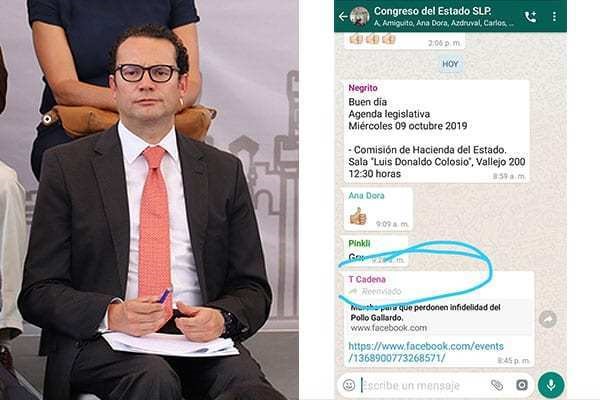 Congreso del Estado SLP.
A, Amiguito, Ana Dora, Azdruval, Carlos, ...
2:06 p. m.
HOY
Negrito
Buen día
Agenda legislativa
Miércoles 09 octubre 2019
- Comisión de Hacienda del Estado.
Sala "Luis Donaldo Colosio", Vallejo 200
12:30 horas
8:59 a. m.
Ana Dora
9:09 a. m.
Pinkli
9:28 a. m.
T Cadena
Reenviado
Marcha para que perdonen infidelidad del
Pollo Gallardo.
www.facebook.com
https://www.facebook.com/events
/1368900773268571/
8:45 p. m.
Escribe un mensaje